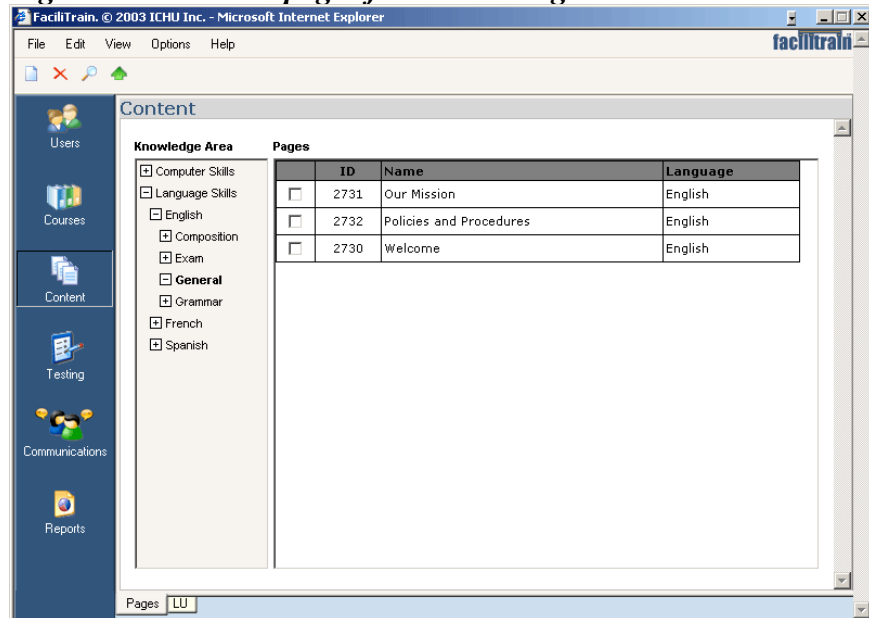 FaciliTrain. © 2003 ICHU Inc. - Microsoft Internet Explorer
File Edit View Options Help
facilitrain
Content
Users
Courses
Content
Testing
Communications
Reports
Knowledge Area
Computer Skills
Language Skills
English
Composition
Exam
General
Grammar
French
Spanish
Pages
ID Name Language
2731 Our Mission English
2732 Policies and Procedures English
2730 Welcome English
Pages LU